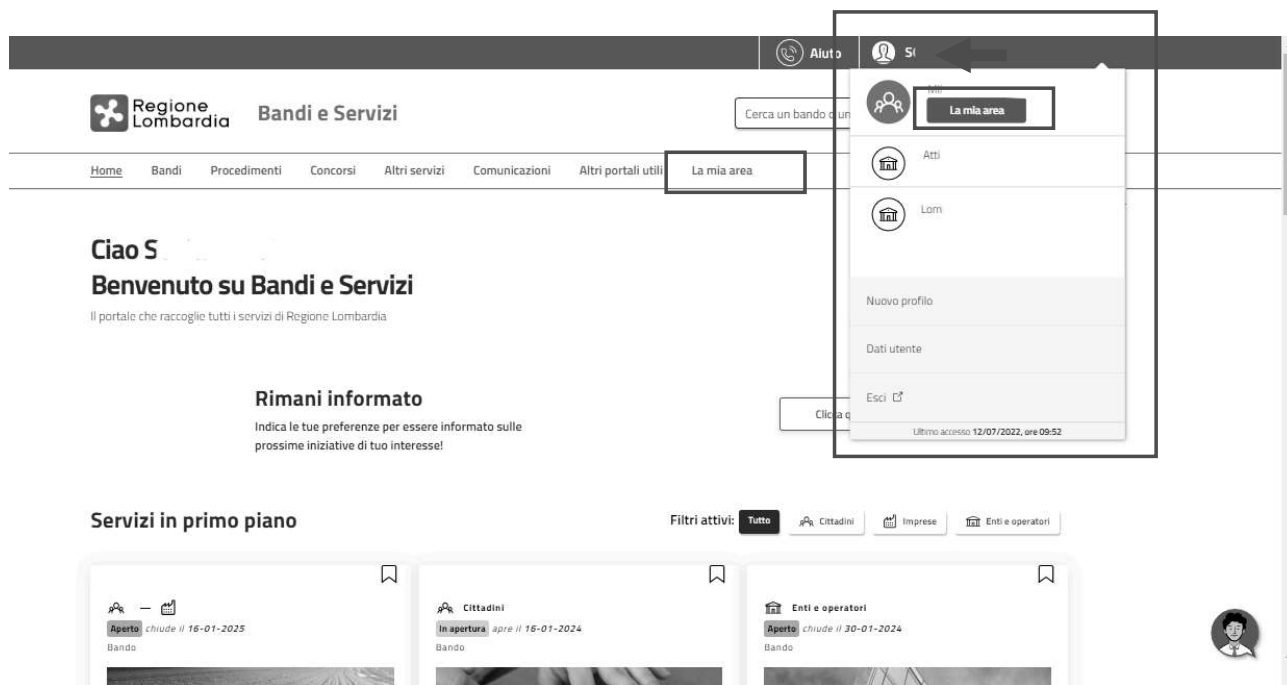 Aiuto
Regione
Lombardia
Bandi e Servizi
Cerca un bando o un
Home Bandi Procedimenti Concorsi Altri servizi Comunicazioni Altri portali utili La mia area
La mia area
Atti
Lom
Nuovo profilo
Dati utente
Esci
Ultimo accesso 12/07/2022, ore 09:52
Ciao S
Benvenuto su Bandi e Servizi
Il portale che raccoglie tutti i servizi di Regione Lombardia
Rimani informato
Indica le tue preferenze per essere informato sulle
prossime iniziative di tuo interesse!
Clicca q
Servizi in primo piano
Filtri attivi: Tutto Cittadini Imprese Enti e operatori
Aperto chiude il 16-01-2025
Bando
Cittadini
In apertura apre il 16-01-2024
Bando
Enti e operatori
Aperto chiude il 30-01-2024
Bando